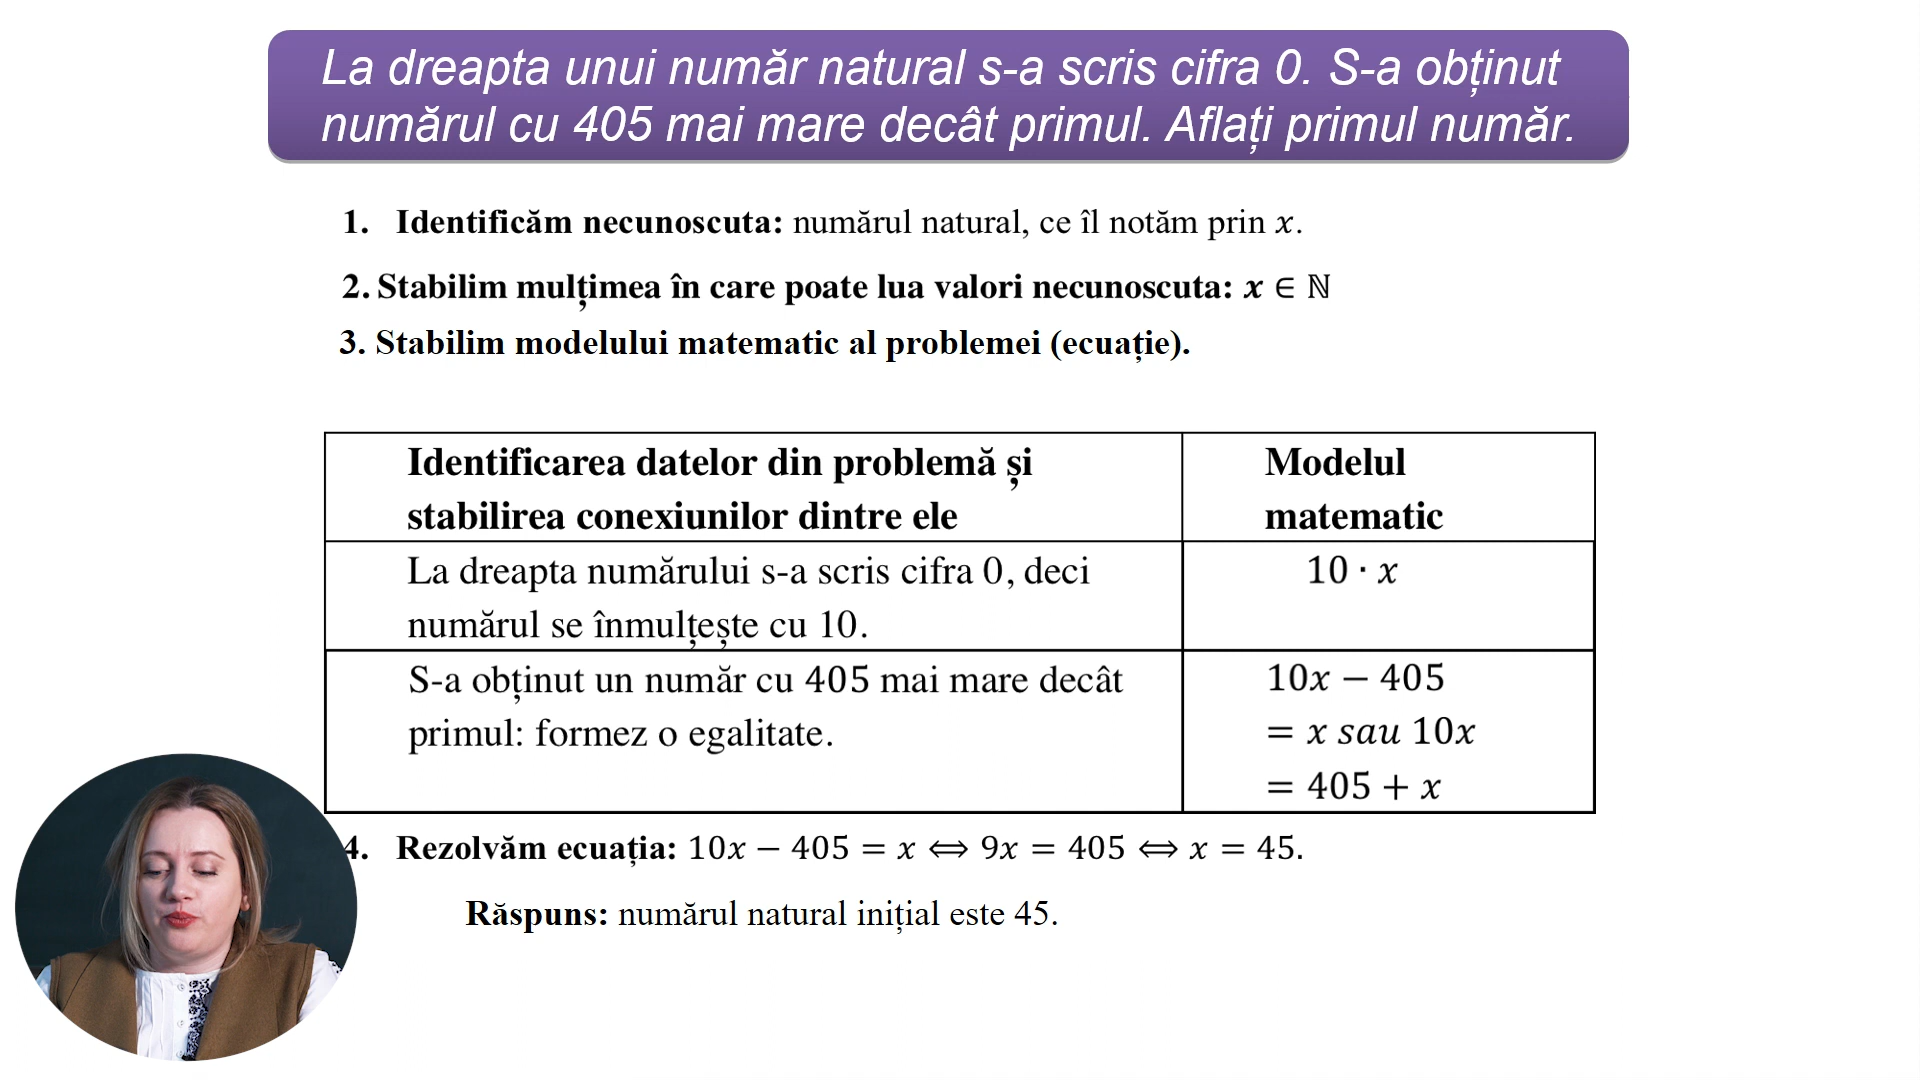 La dreapta unui număr natural s-a scris cifra 0. S-a obținut
numărul cu 405 mai mare decât primul. Aflați primul număr.
1. Identificăm necunoscuta: numărul natural, ce îl notăm prin x.
2. Stabilim mulțimea în care poate lua valori necunoscuta: x ∈ ℕ
3. Stabilim modelului matematic al problemei (ecuație).
Identificarea datelor din problemă și
stabilirea conexiunilor dintre ele
Modelul
matematic
La dreapta numărului s-a scris cifra 0, deci
numărul se înmulțește cu 10.
10 · x
S-a obținut un număr cu 405 mai mare decât
primul: formez o egalitate.
10x − 405
= x sau 10x
= 405 + x
4. Rezolvăm ecuația: 10x − 405 = x ⟺ 9x = 405 ⟺ x = 45.
Răspuns: numărul natural inițial este 45.